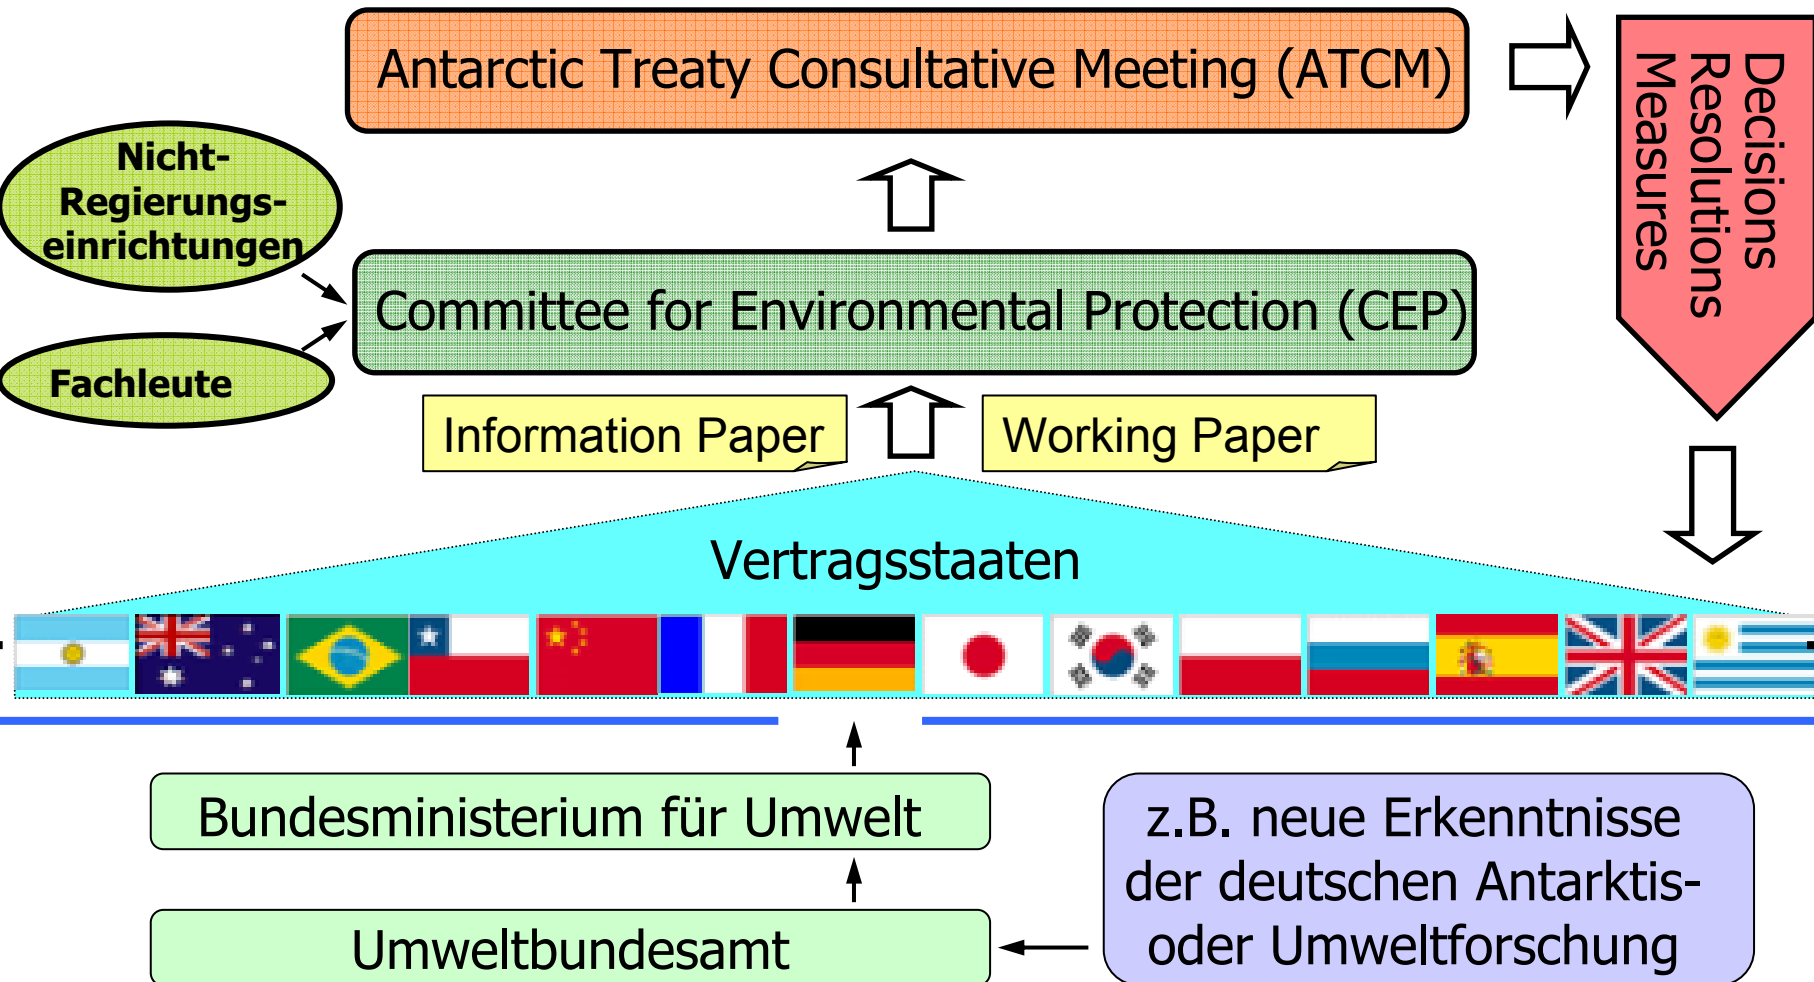 Antarctic Treaty Consultative Meeting (ATCM)
Decisions
Ressolutions
Measures
Nicht-
Regierungs-
einrichtungen
Committee for Environmental Protection (CEP)
Fachleute
Information Paper
Working Paper
Vertragsstaaten
Bundesministerium für Umwelt
z.B. neue Erkenntnisse
der deutschen Antarktis-
oder Umweltforschung
Umweltbundesamt